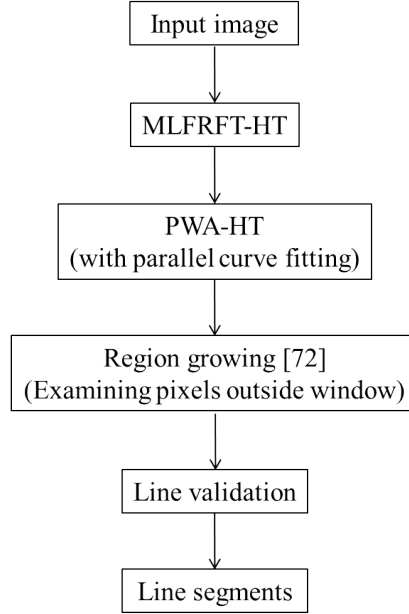 Input image
MLFRFT-HT
PWA-HT
(with parallel curve fitting)
Region growing [72]
(Examining pixels outside window)
Line validation
Line segments